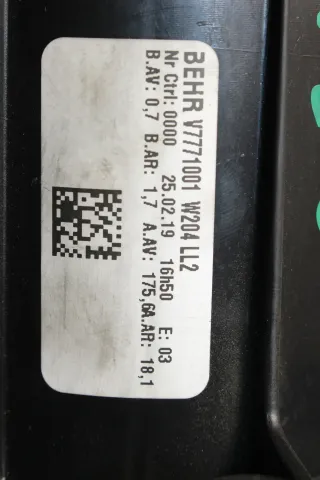 BEHR V7771001 W204 LL2
Nr Ctrl: 0000 25.02.19 16h50 E: 03
B.AV: 0,7 B.AR: 1,7 A.AV: 175,6A.AR: 18,1